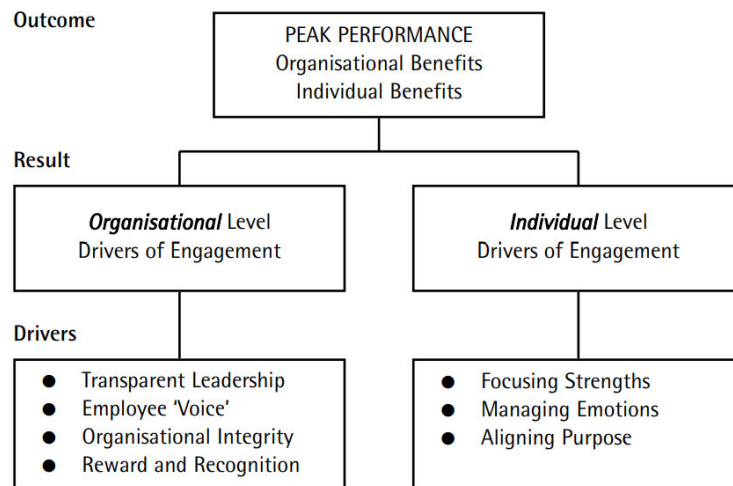 Outcome
PEAK PERFORMANCE
Organisational Benefits
Individual Benefits
Result
Organisational Level
Drivers of Engagement
Individual Level
Drivers of Engagement
Drivers
● Transparent Leadership
● Employee ‘Voice’
● Organisational Integrity
● Reward and Recognition
● Focusing Strengths
● Managing Emotions
● Aligning Purpose